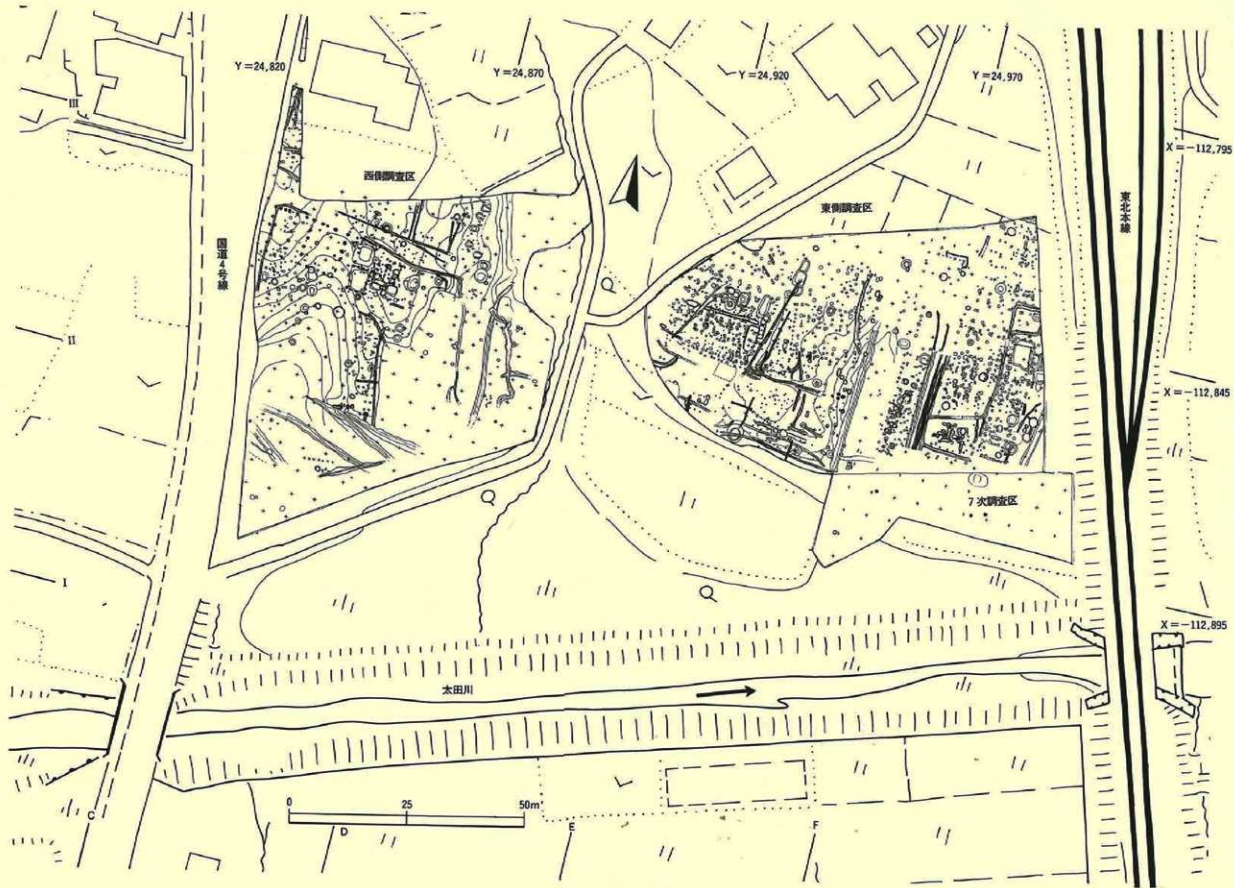 Y=24,820
Y=24,870
Y=24,920
Y=24,970
III
X=-112,795
西側調査区
東側調査区
東北本線
国道4号線
II
X=-112,845
7次調査区
I
X=-112,895
太田川
0 25 50m
C
D
E
F